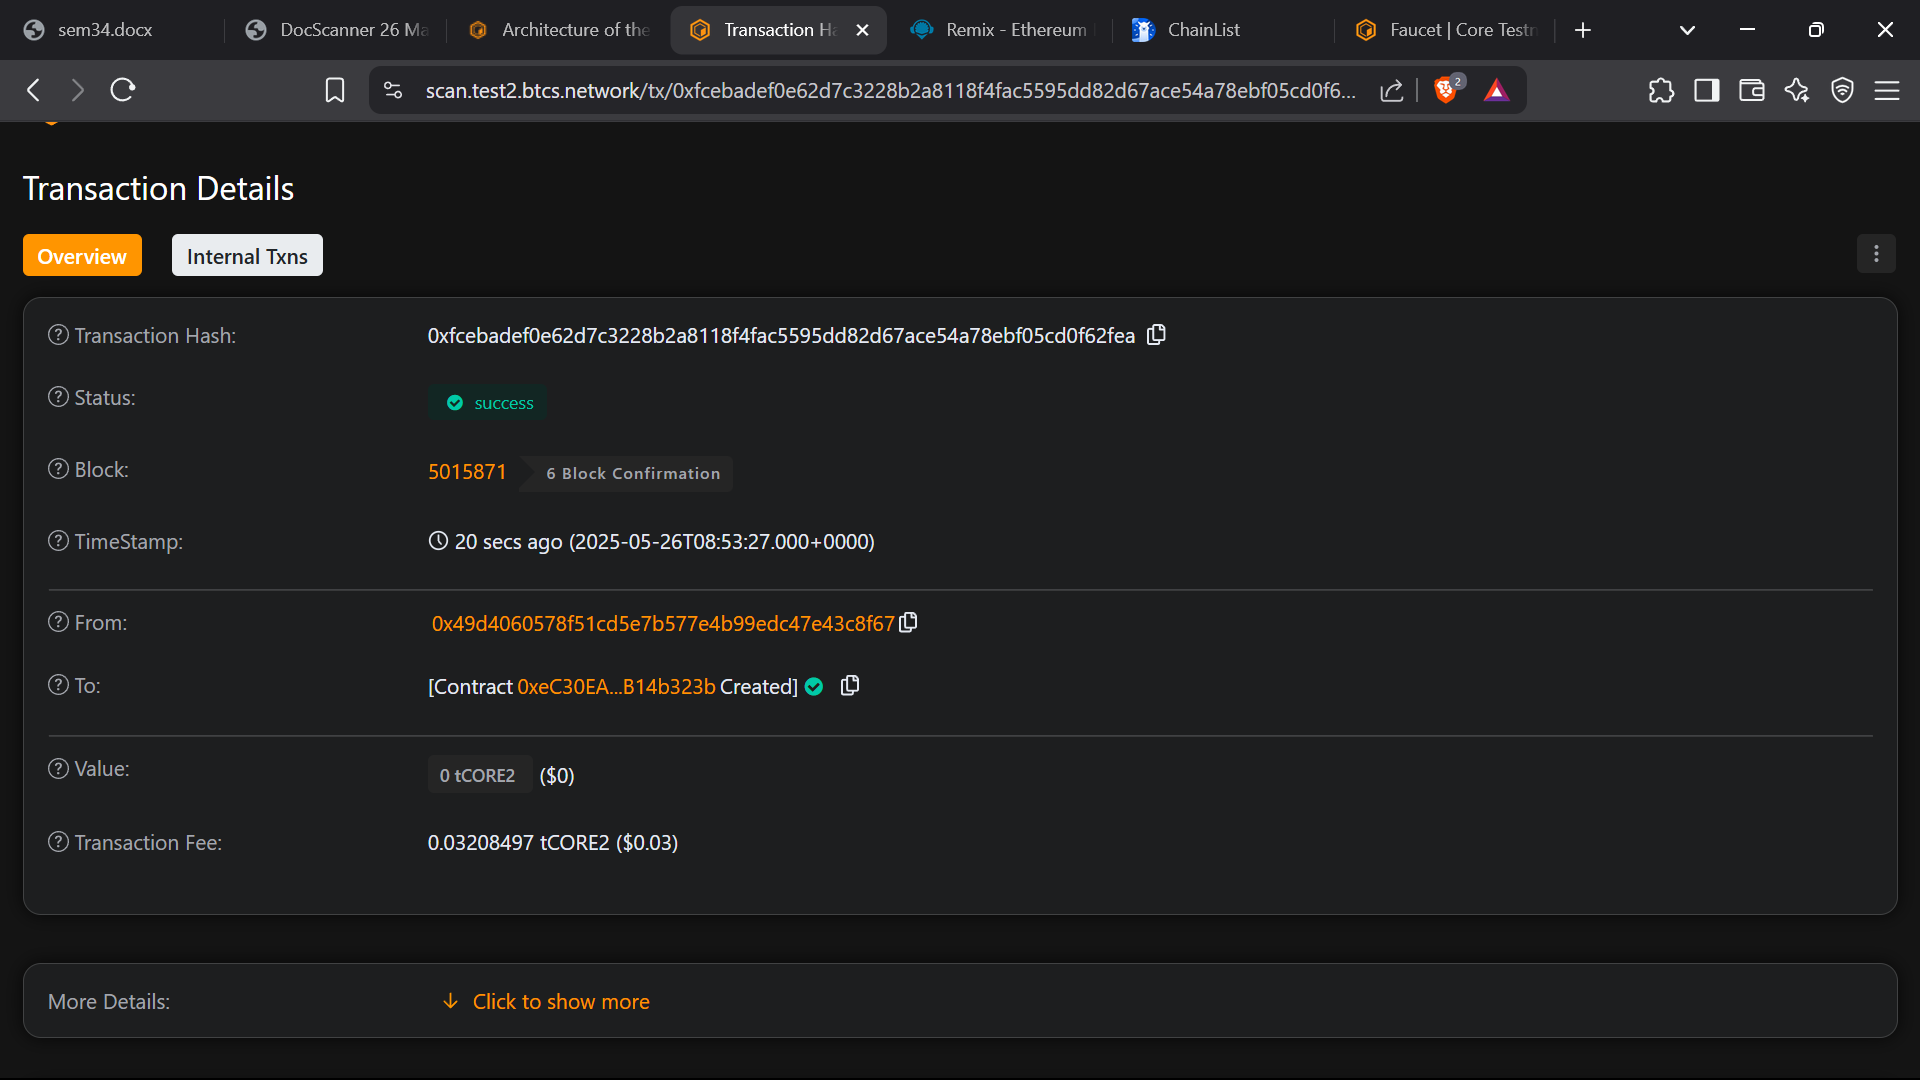 sem34.docx
DocScanner 26 Ma
Architecture of the
Transaction Ha
Remix - Ethereum
ChainList
Faucet | Core Testn
scan.test2.btcs.network/tx/0xfcebadef0e62d7c3228b2a8118f4fac5595dd82d67ace54a78ebf05cd0f6...
2
Transaction Details
Overview
Internal Txns
Transaction Hash:
0xfcebadef0e62d7c3228b2a8118f4fac5595dd82d67ace54a78ebf05cd0f62fea
Status:
success
Block:
5015871
6 Block Confirmation
TimeStamp:
20 secs ago (2025-05-26T08:53:27.000+0000)
From:
0x49d4060578f51cd5e7b577e4b99edc47e43c8f67
To:
[Contract 0xeC30EA...B14b323b Created]
Value:
0 tCORE2 ($0)
Transaction Fee:
0.03208497 tCORE2 ($0.03)
More Details:
Click to show more